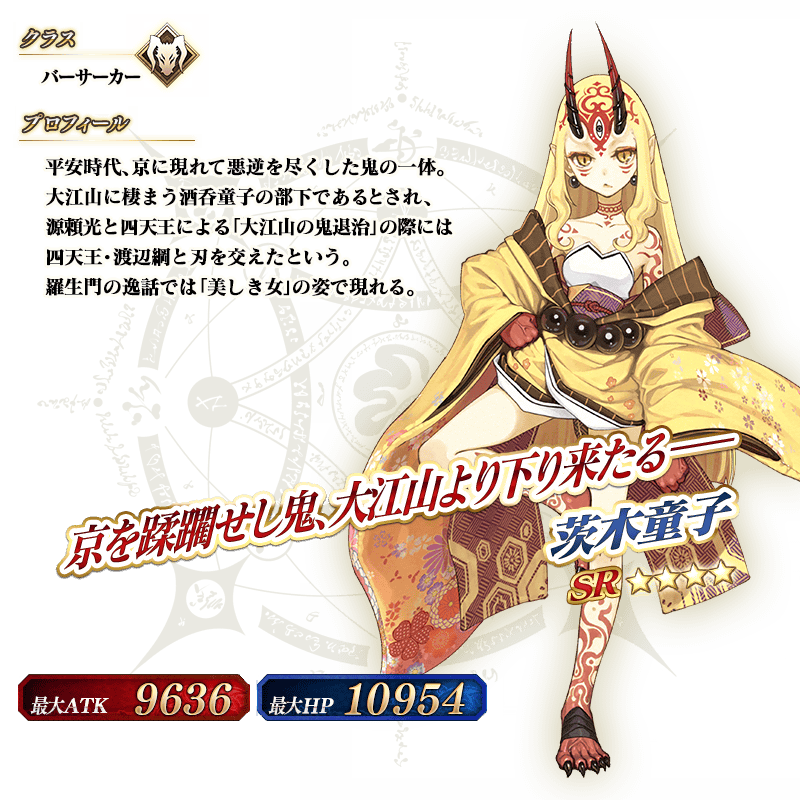 クラス
バーサーカー
プロフィール
平安時代、京に現れて悪逆を尽くした鬼の一体。
大江山に棲まう酒呑童子の部下であるとされ、
源頼光と四天王による「大江山の鬼退治」の際には
四天王・渡辺綱と刃を交えたという。
羅生門の逸話では「美しき女」の姿で現れる。
京を蹂躙せし鬼、大江山より下り来たる──
茨木童子
SR ★★★★
最大ATK 9636
最大HP 10954